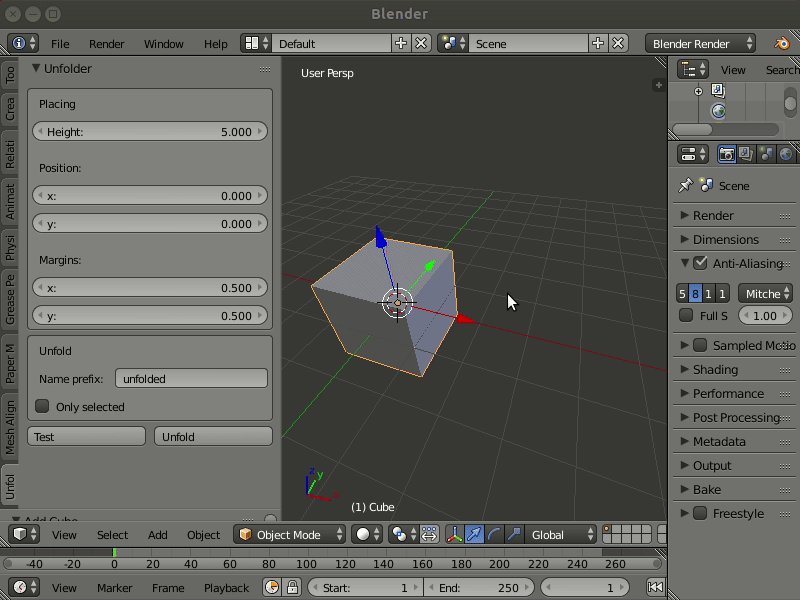 Blender
File Render Window Help Default Scene Blender Render
Too
Crea
Relati
Animat
Physi
Grease Pe
Paper M
Mesh Align
Unfol
Unfolder
Placing
Height: 5.000
Position:
x: 0.000
y: 0.000
Margins:
x: 0.500
y: 0.500
Unfold
Name prefix: unfolded
Only selected
Test Unfold
Add Cube
User Persp
z
y
x
(1) Cube
View Search
Scene
Render
Dimensions
Anti-Aliasing
5 8 1 1 Mitche
Full S 1.00
Sampled Motio
Shading
Performance
Post Processing
Metadata
Output
Bake
Freestyle
View Select Add Object Object Mode Global
-40 -20 0 20 40 60 80 100 120 140 160 180 200 220 240 260
View Marker Frame Playback Start: 1 End: 250 1